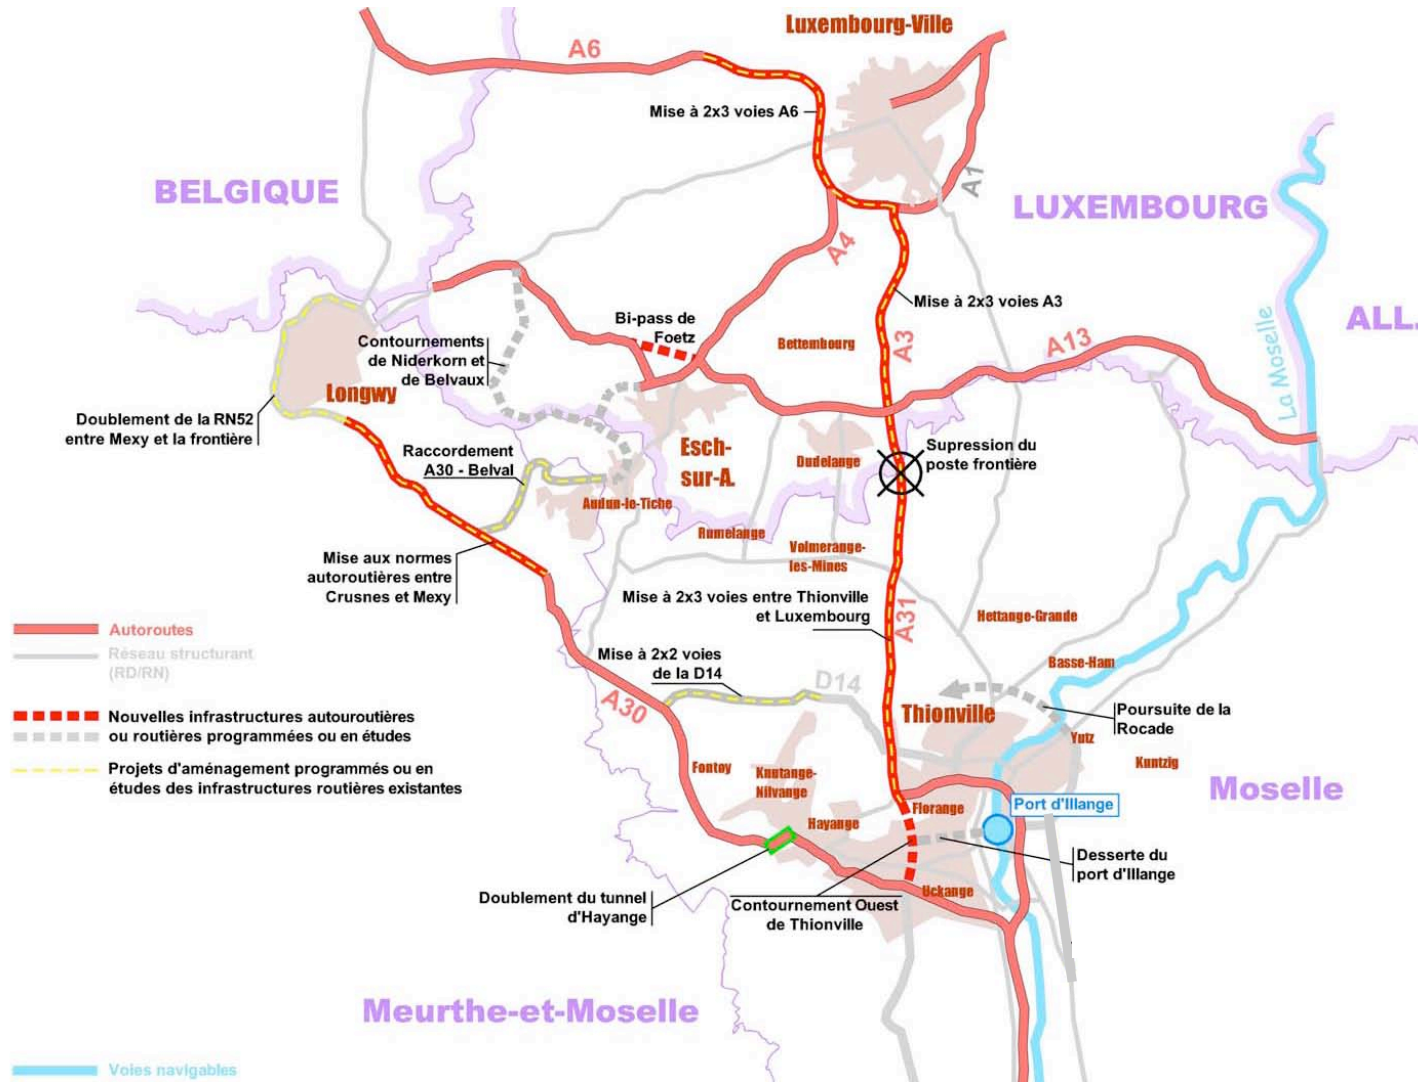 Luxembourg-Ville
A6
Mise à 2x3 voies A6
BELGIQUE
A1
LUXEMBOURG
A4
Mise à 2x3 voies A3
La Moselle
ALL.
Bi-pass de
Foetz
Contournements
de Niderkorn et
de Belvaux
Bettembourg
A3
A13
Longwy
Doublement de la RN52
entre Mexy et la frontière
Raccordement
A30 - Belval
Esch-
sur-A.
Dudelange
Supression du
poste frontière
Audun-le-Tiche
Rumelange
Volmerange-
les-Mines
Mise aux normes
autoroutières entre
Crusnes et Mexy
Mise à 2x3 voies entre Thionville
et Luxembourg
A31
Hettange-Grande
Autoroutes
Réseau structurant
(RD/RN)
Mise à 2x2 voies
de la D14
D14
Basse-Ham
A30
Nouvelles infrastructures autouroutières
ou routières programmées ou en études
Thionville
Poursuite de la
Rocade
Yutz
Kuntzig
Projets d'aménagement programmés ou en
études des infrastructures routières existantes
Fontoy
Knutange-
Nilvange
Moselle
Florange
Port d'Illange
Hayange
Desserte du
port d'Illange
Uckange
Doublement du tunnel
d'Hayange
Contournement Ouest
de Thionville
Meurthe-et-Moselle
Voies navigables